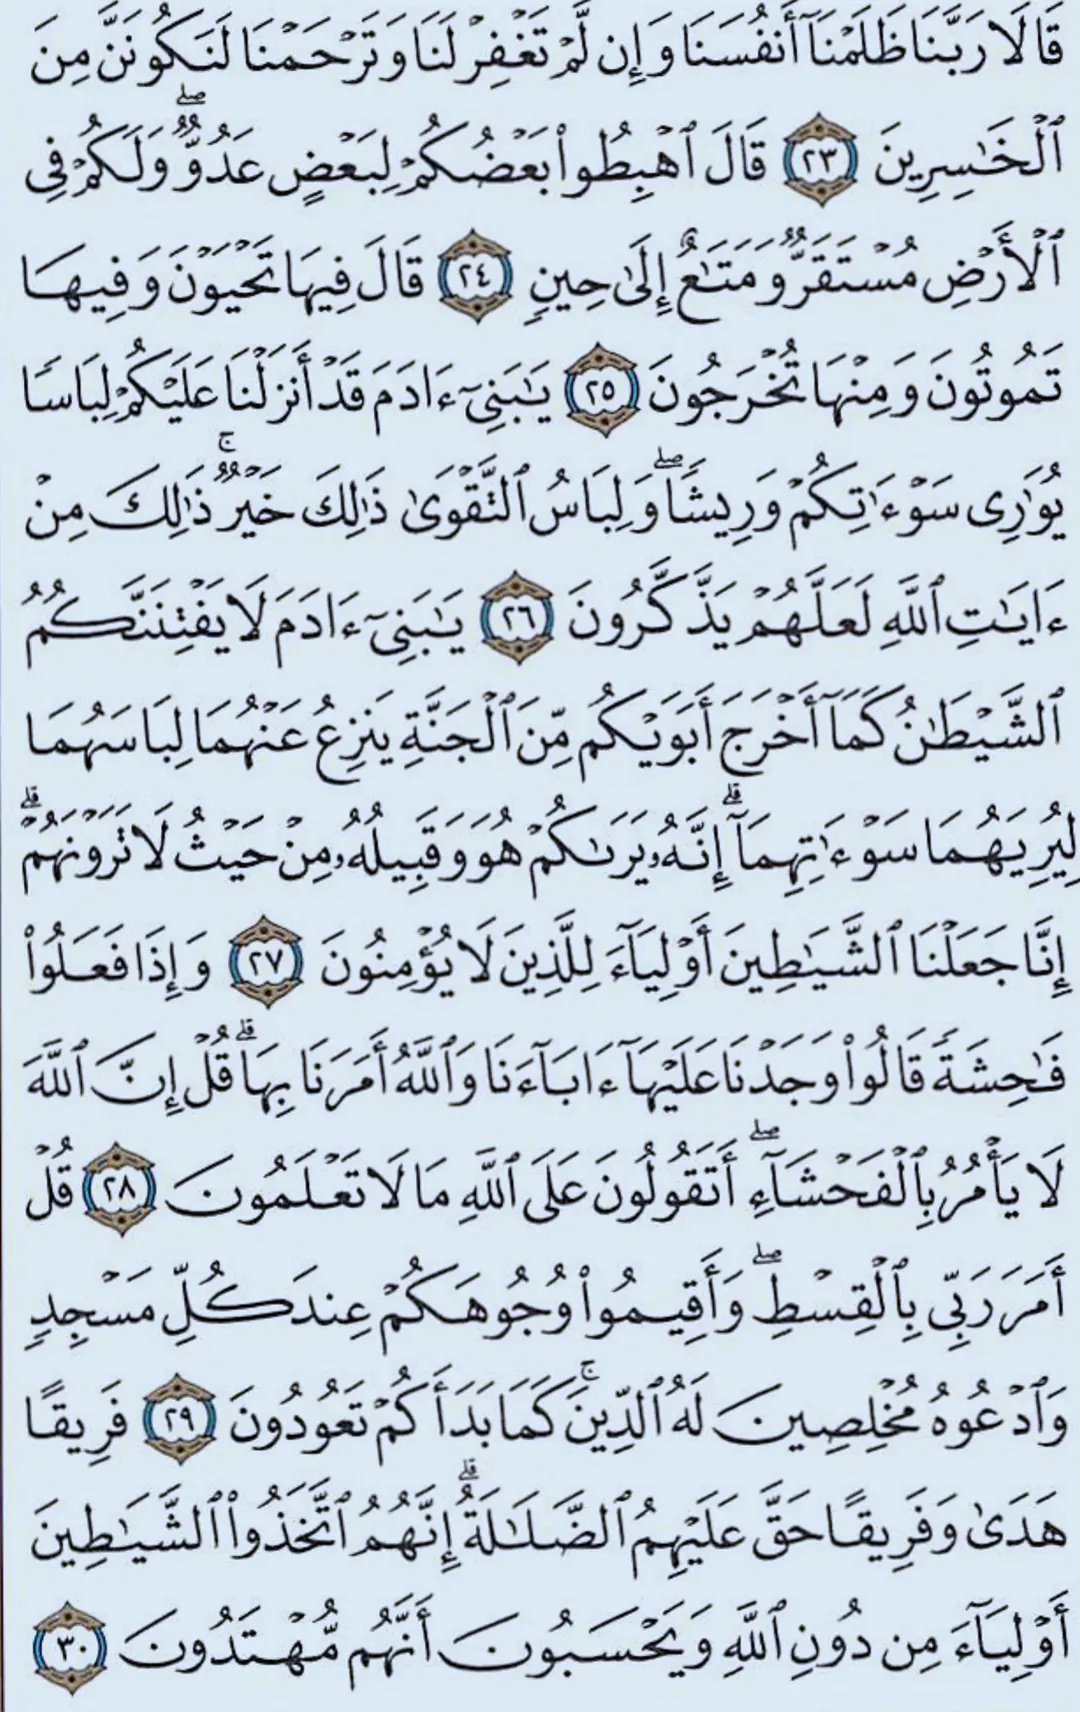 قَالَا رَبَّنَا ظَلَمْنَآ أَنفُسَنَا وَإِن لَّمْ تَغْفِرْ لَنَا وَتَرْحَمْنَا لَنَكُونَنَّ مِنَ
ٱلْخَٰسِرِينَ ٢٣ قَالَ ٱهْبِطُوا۟ بَعْضُكُمْ لِبَعْضٍ عَدُوٌّ ۖ وَلَكُمْ فِى
ٱلْأَرْضِ مُسْتَقَرٌّ وَمَتَٰعٌ إِلَىٰ حِينٍ ٢٤ قَالَ فِيهَا تَحْيَوْنَ وَفِيهَا
تَمُوتُونَ وَمِنْهَا تُخْرَجُونَ ٢٥ يَٰبَنِىٓ ءَادَمَ قَدْ أَنزَلْنَا عَلَيْكُمْ لِبَاسًا
يُوَٰرِى سَوْءَٰتِكُمْ وَرِيشًا ۖ وَلِبَاسُ ٱلتَّقْوَىٰ ذَٰلِكَ خَيْرٌ ۚ ذَٰلِكَ مِنْ
ءَايَٰتِ ٱللَّهِ لَعَلَّهُمْ يَذَّكَّرُونَ ٢٦ يَٰبَنِىٓ ءَادَمَ لَا يَفْتِنَنَّكُمُ
ٱلشَّيْطَٰنُ كَمَآ أَخْرَجَ أَبَوَيْكُم مِّنَ ٱلْجَنَّةِ يَنزِعُ عَنْهُمَا لِبَاسَهُمَا
لِيُرِيَهُمَا سَوْءَٰتِهِمَآ ۗ إِنَّهُۥ يَرَىٰكُمْ هُوَ وَقَبِيلُهُۥ مِنْ حَيْثُ لَا تَرَوْنَهُمْ ۗ
إِنَّا جَعَلْنَا ٱلشَّيَٰطِينَ أَوْلِيَآءَ لِلَّذِينَ لَا يُؤْمِنُونَ ٢٧ وَإِذَا فَعَلُوا۟
فَٰحِشَةً قَالُوا۟ وَجَدْنَا عَلَيْهَآ ءَابَآءَنَا وَٱللَّهُ أَمَرَنَا بِهَا ۗ قُلْ إِنَّ ٱللَّهَ
لَا يَأْمُرُ بِٱلْفَحْشَآءِ ۖ أَتَقُولُونَ عَلَى ٱللَّهِ مَا لَا تَعْلَمُونَ ٢٨ قُلْ
أَمَرَ رَبِّى بِٱلْقِسْطِ ۖ وَأَقِيمُوا۟ وُجُوهَكُمْ عِندَ كُلِّ مَسْجِدٍ
وَٱدْعُوهُ مُخْلِصِينَ لَهُ ٱلدِّينَ ۚ كَمَا بَدَأَكُمْ تَعُودُونَ ٢٩ فَرِيقًا
هَدَىٰ وَفَرِيقًا حَقَّ عَلَيْهِمُ ٱلضَّلَٰلَةُ ۗ إِنَّهُمُ ٱتَّخَذُوا۟ ٱلشَّيَٰطِينَ
أَوْلِيَآءَ مِن دُونِ ٱللَّهِ وَيَحْسَبُونَ أَنَّهُم مُّهْتَدُونَ ٣٠